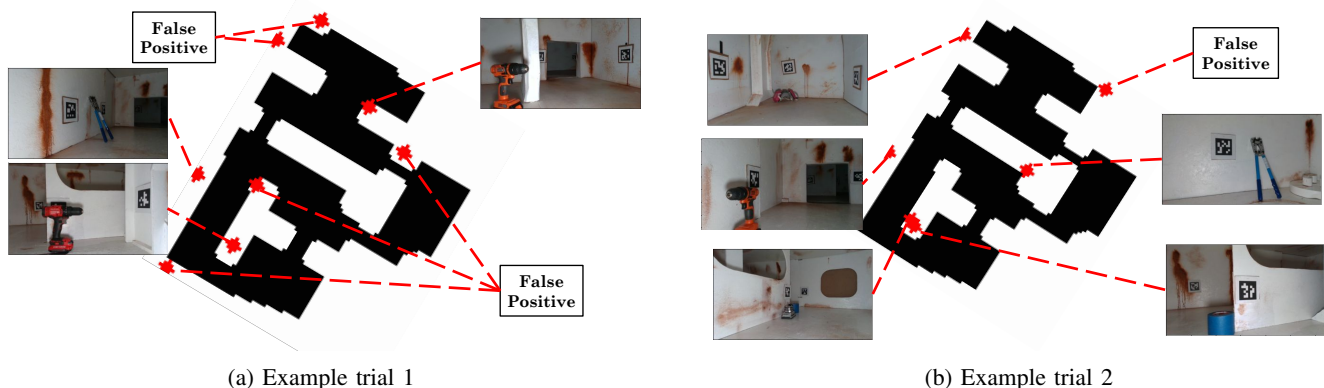 False
Positive
False
Positive
(a) Example trial 1
False
Positive
(b) Example trial 2